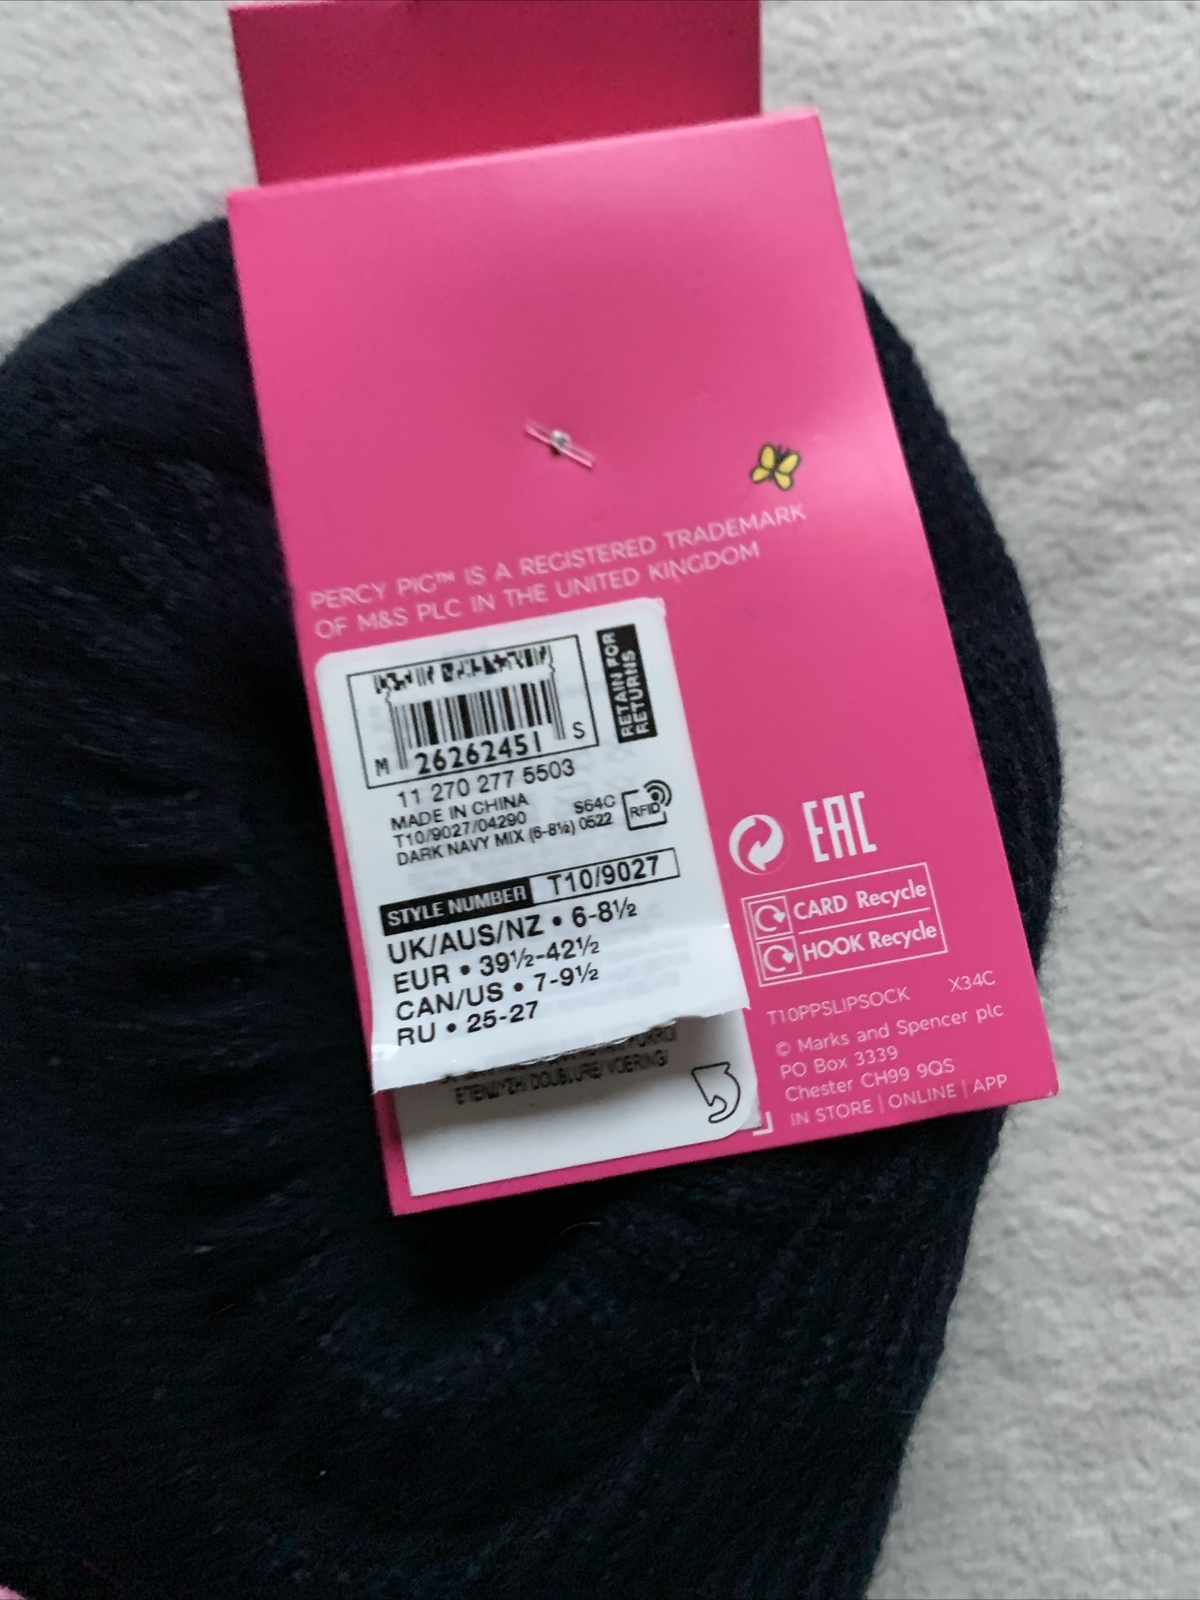 PERCY PIG™ IS A REGISTERED TRADEMARK
OF M&S PLC IN THE UNITED KINGDOM
RETAIN FOR
RETURNS
M 26262451 S
11 270 277 5503
MADE IN CHINA
T10/9027/04290 S64C
DARK NAVY MIX (6-8½) 0522
RFID
STYLE NUMBER T10/9027
UK/AUS/NZ • 6-8½
EUR • 39½-42½
CAN/US • 7-9½
RU • 25-27
DOUBLURE/ VOERING/
EAC
CARD Recycle
HOOK Recycle
T10PPSLIPSOCK X34C
© Marks and Spencer plc
PO Box 3339
Chester CH99 9QS
IN STORE | ONLINE | APP